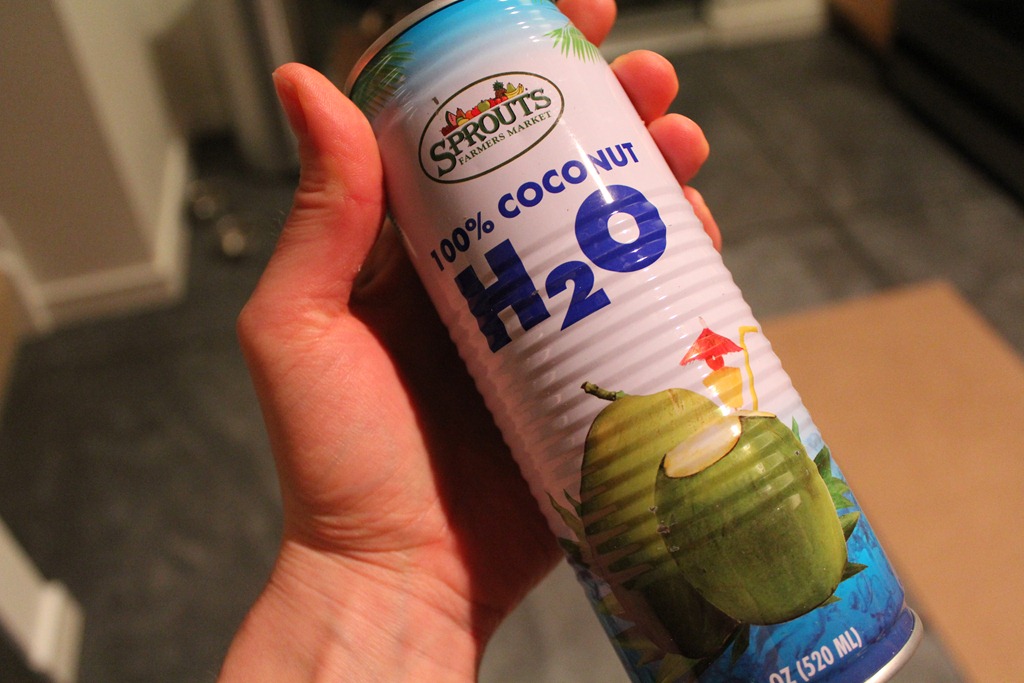 SPROUTS
FARMERS MARKET
100% COCONUT
H2O
OZ (520 ML)